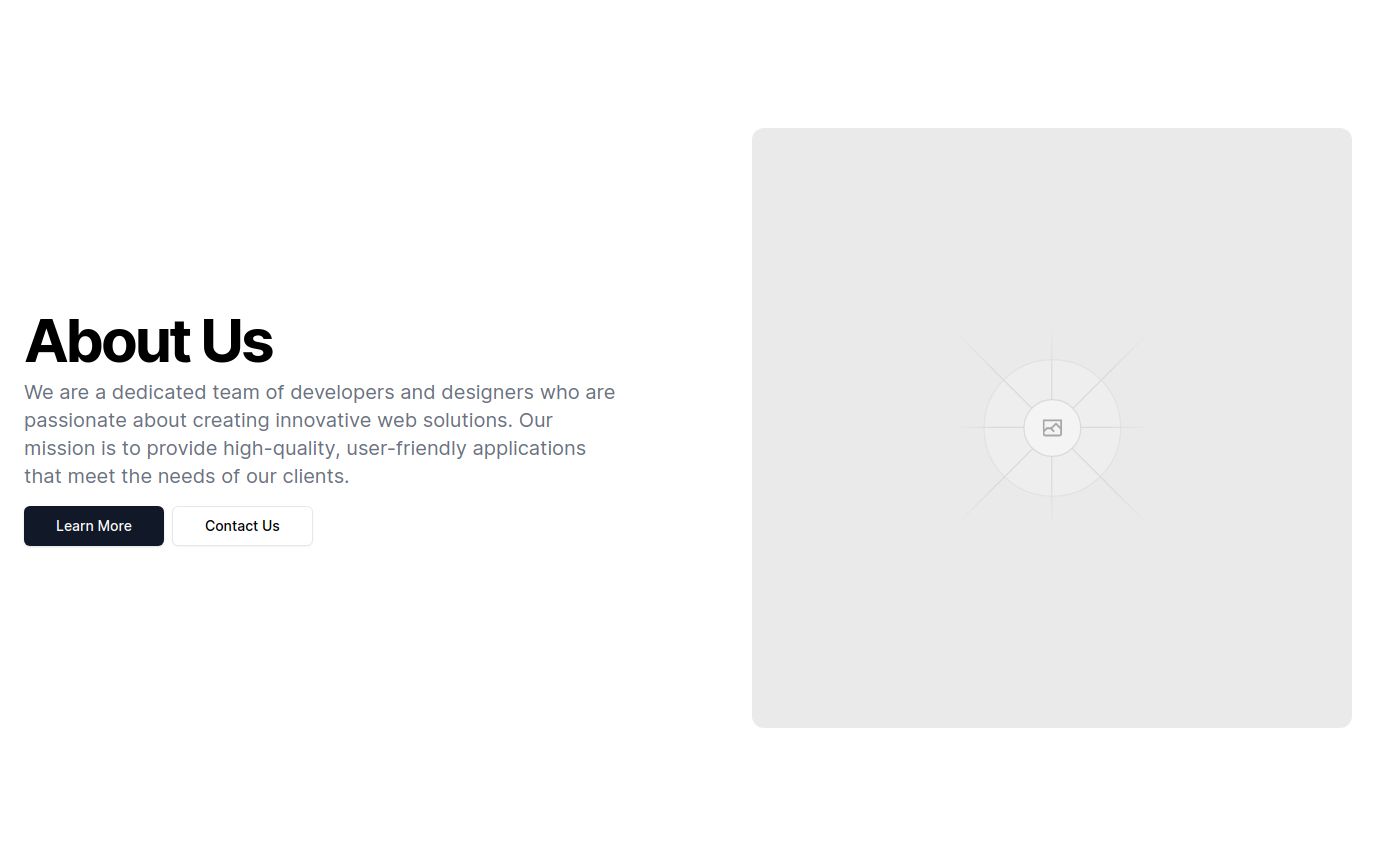 About Us
We are a dedicated team of developers and designers who are
passionate about creating innovative web solutions. Our
mission is to provide high-quality, user-friendly applications
that meet the needs of our clients.
Learn More
Contact Us